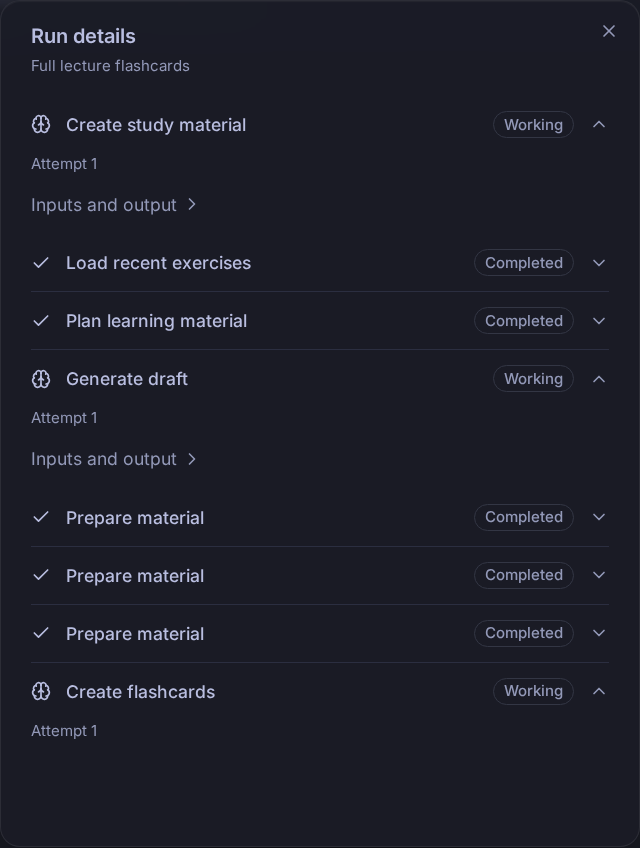 Run details
Full lecture flashcards
Create study material Working
Attempt 1
Inputs and output
Load recent exercises Completed
Plan learning material Completed
Generate draft Working
Attempt 1
Inputs and output
Prepare material Completed
Prepare material Completed
Prepare material Completed
Create flashcards Working
Attempt 1